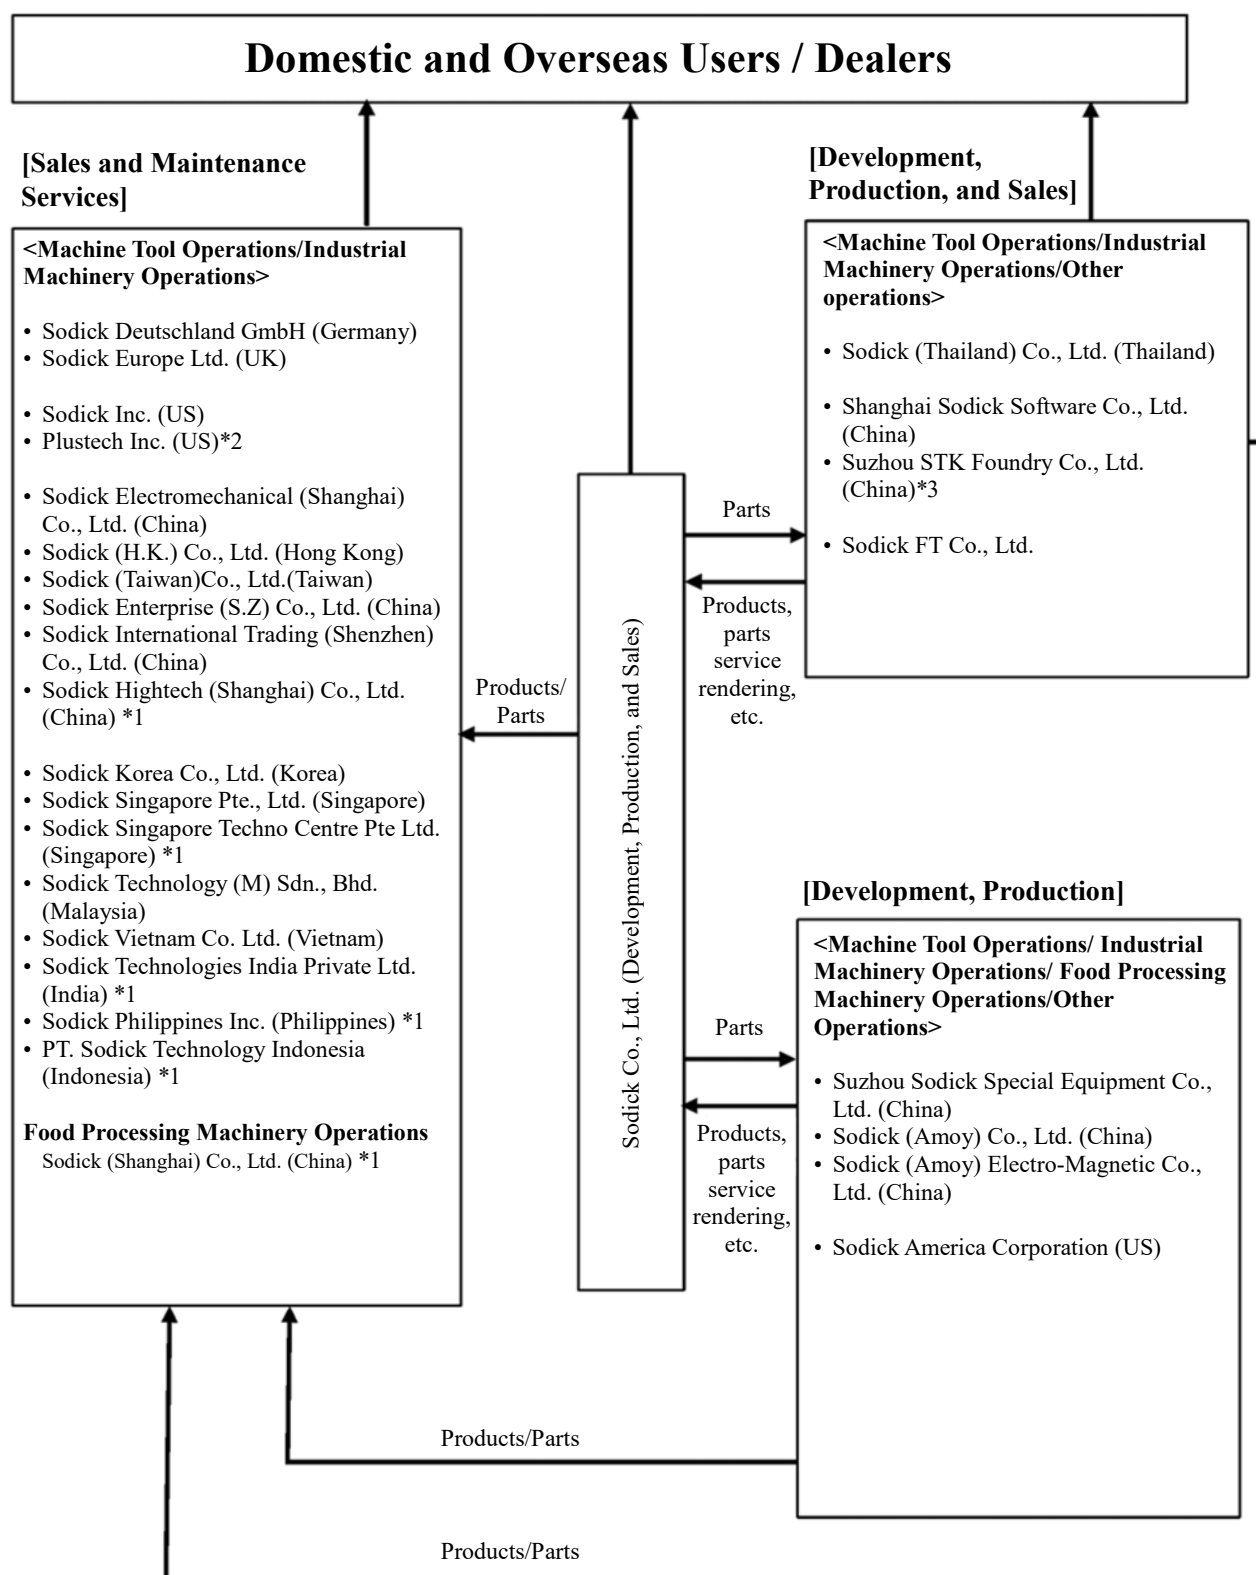 Domestic and Overseas Users / Dealers
[Sales and Maintenance
Services]
<Machine Tool Operations/Industrial
Machinery Operations>
• Sodick Deutschland GmbH (Germany)
• Sodick Europe Ltd. (UK)
• Sodick Inc. (US)
• Plustech Inc. (US)*2
• Sodick Electromechanical (Shanghai)
Co., Ltd. (China)
• Sodick (H.K.) Co., Ltd. (Hong Kong)
• Sodick (Taiwan)Co., Ltd.(Taiwan)
• Sodick Enterprise (S.Z) Co., Ltd. (China)
• Sodick International Trading (Shenzhen)
Co., Ltd. (China)
• Sodick Hightech (Shanghai) Co., Ltd.
(China) *1
• Sodick Korea Co., Ltd. (Korea)
• Sodick Singapore Pte., Ltd. (Singapore)
• Sodick Singapore Techno Centre Pte Ltd.
(Singapore) *1
• Sodick Technology (M) Sdn., Bhd.
(Malaysia)
• Sodick Vietnam Co. Ltd. (Vietnam)
• Sodick Technologies India Private Ltd.
(India) *1
• Sodick Philippines Inc. (Philippines) *1
• PT. Sodick Technology Indonesia
(Indonesia) *1
Food Processing Machinery Operations
Sodick (Shanghai) Co., Ltd. (China) *1
Products/
Parts
Sodick Co., Ltd. (Development, Production, and Sales)
[Development,
Production, and Sales]
<Machine Tool Operations/Industrial
Machinery Operations/Other
operations>
• Sodick (Thailand) Co., Ltd. (Thailand)
• Shanghai Sodick Software Co., Ltd.
(China)
• Suzhou STK Foundry Co., Ltd.
(China)*3
• Sodick FT Co., Ltd.
Parts
Products,
parts
service
rendering,
etc.
[Development, Production]
<Machine Tool Operations/ Industrial
Machinery Operations/ Food Processing
Machinery Operations/Other
Operations>
• Suzhou Sodick Special Equipment Co.,
Ltd. (China)
• Sodick (Amoy) Co., Ltd. (China)
• Sodick (Amoy) Electro-Magnetic Co.,
Ltd. (China)
• Sodick America Corporation (US)
Parts
Products,
parts
service
rendering,
etc.
Products/Parts
Products/Parts